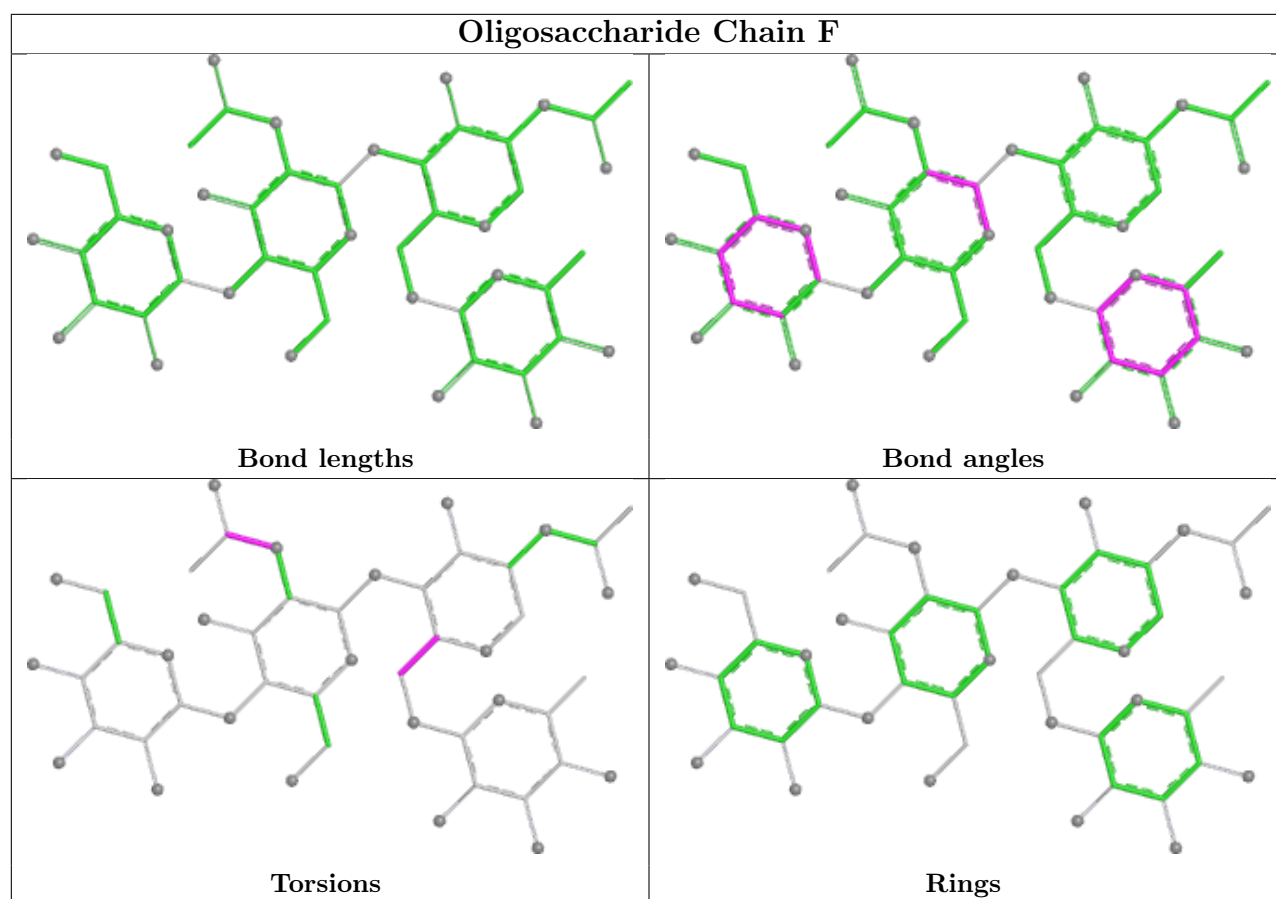 Oligosaccharide Chain F
Bond lengths
Bond angles
Torsions
Rings